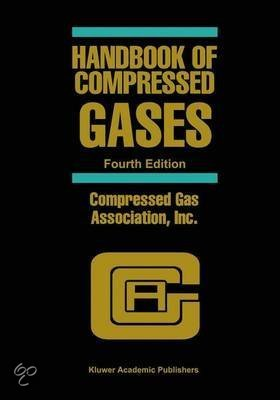 HANDBOOK OF
COMPRESSED
GASES
Fourth Edition
Compressed Gas
Association, Inc.
CGA
Kluwer Academic Publishers